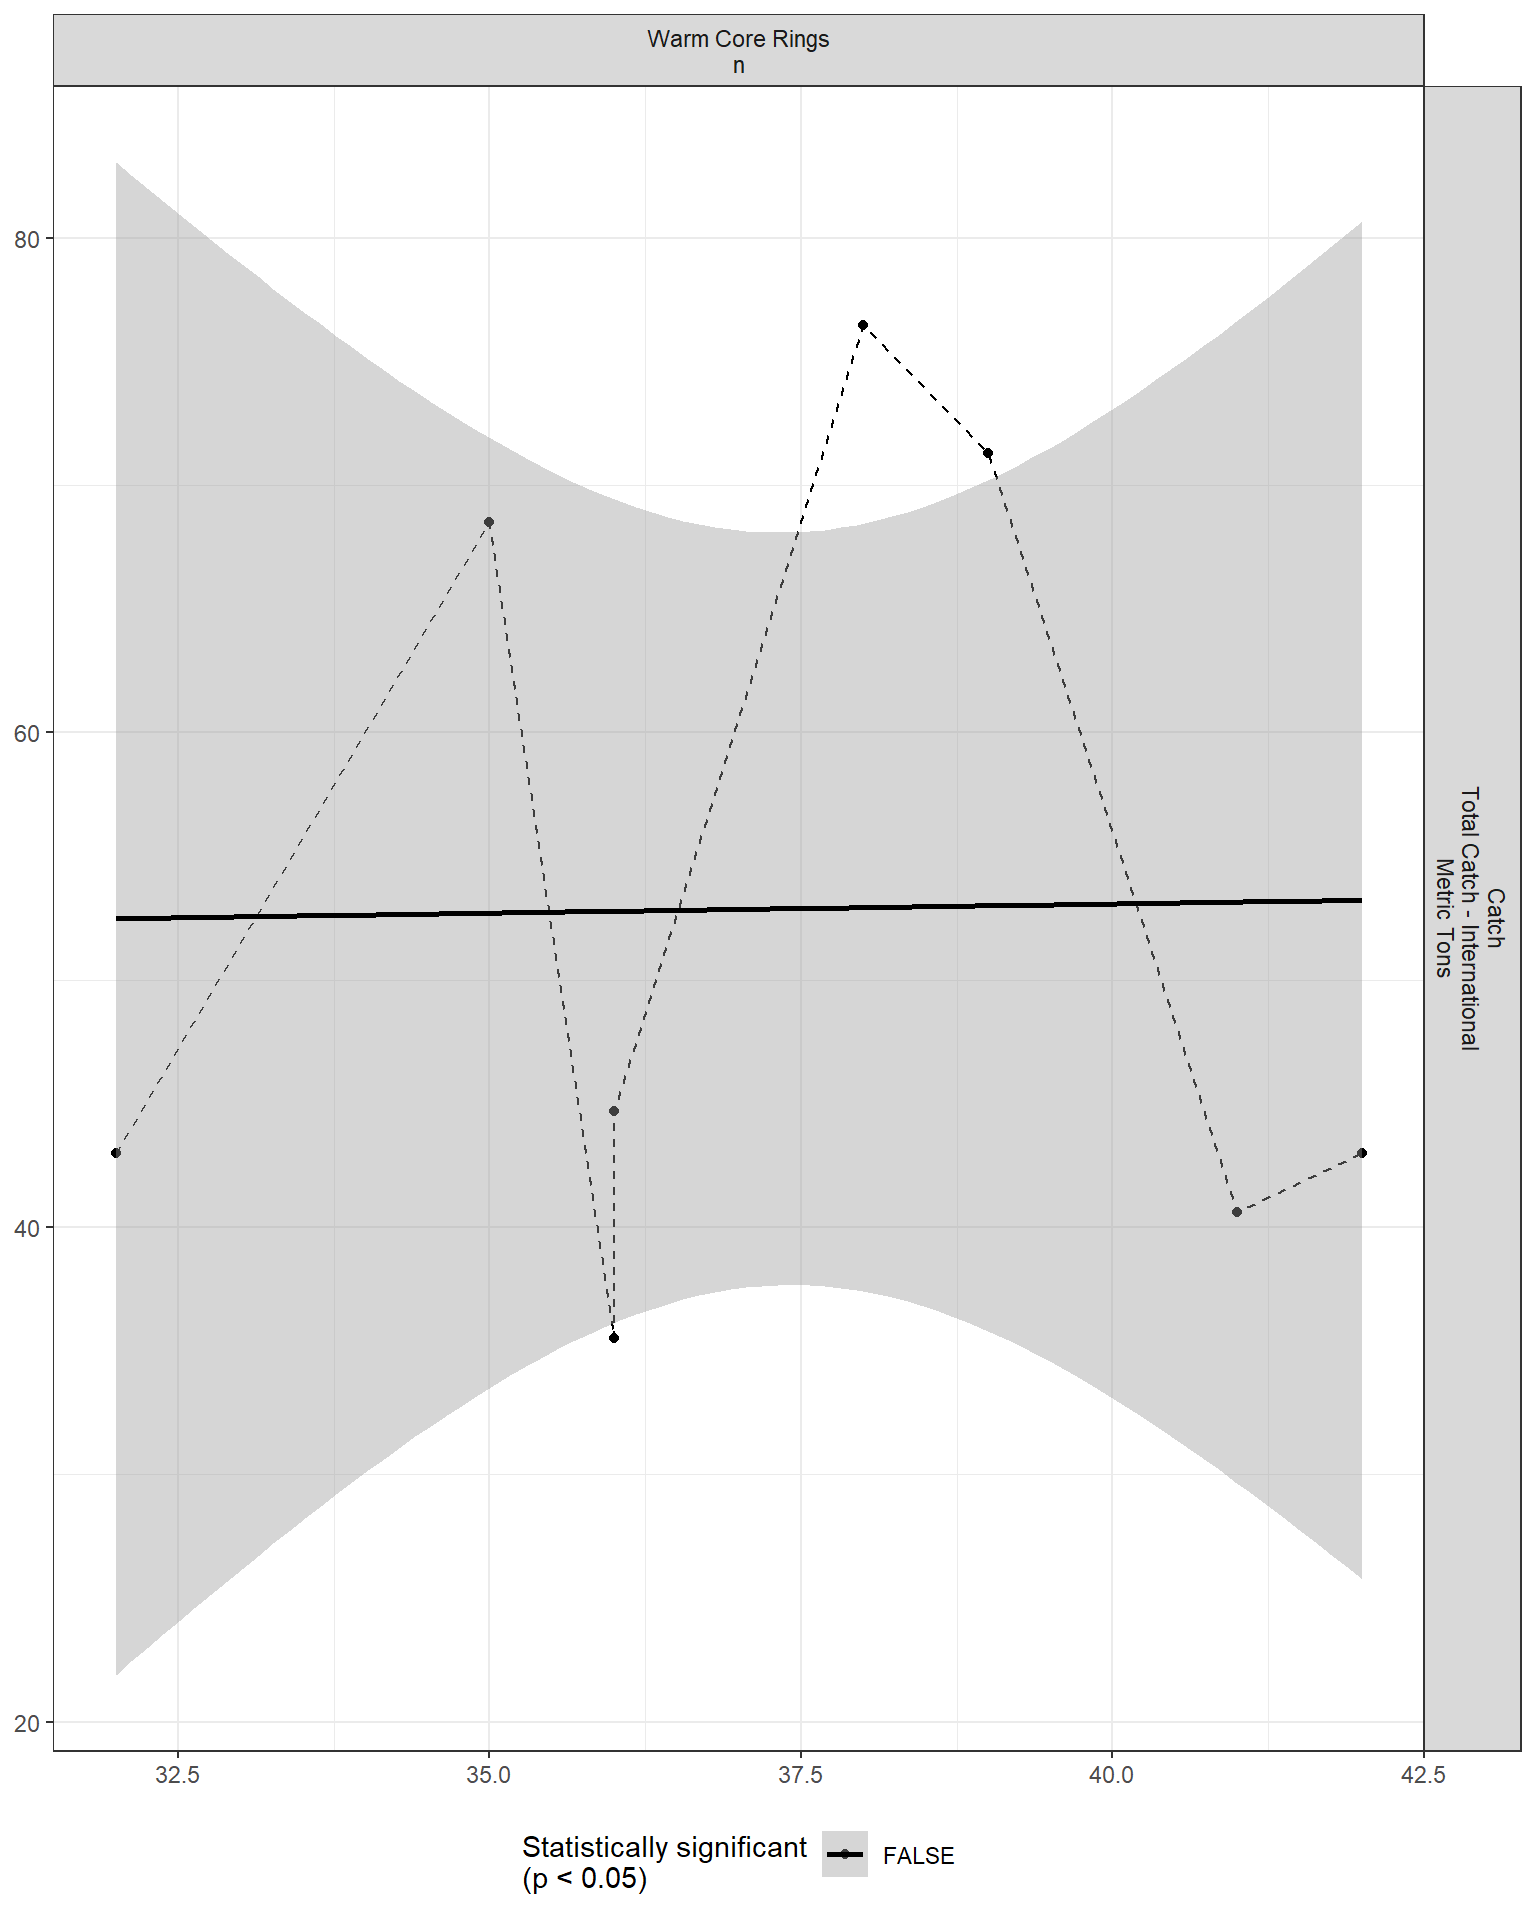 Warm Core Rings
n
80
60
40
20
Catch
Total Catch - International
Metric Tons
32.5
35.0
37.5
40.0
42.5
Statistically significant
(p < 0.05)
FALSE